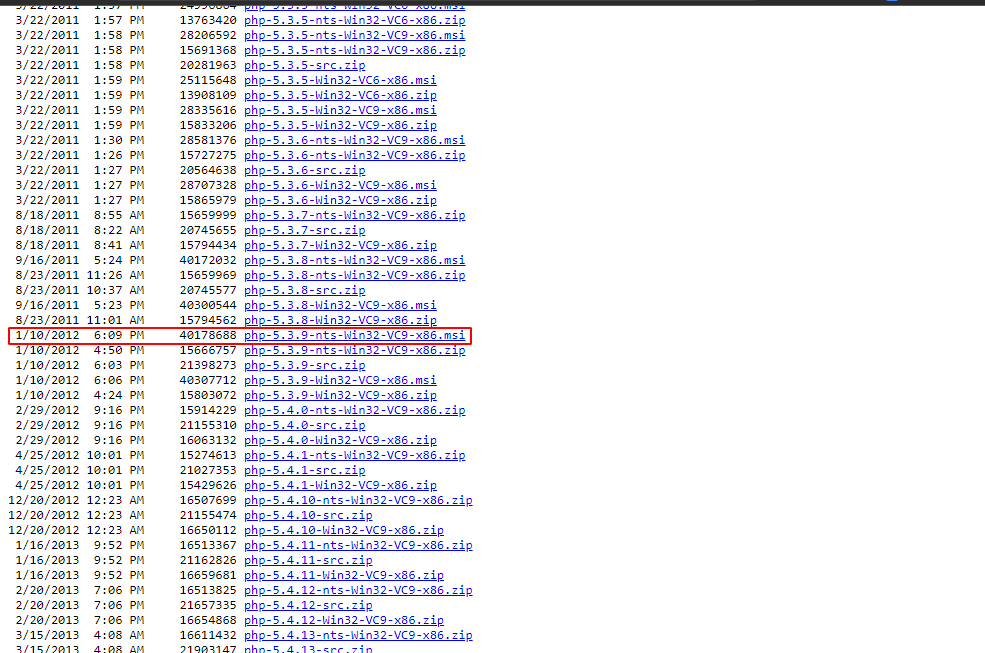 3/22/2011 1:57 PM 24996864 php-5.3.5-nts-Win32-VC6-x86.msi
3/22/2011 1:57 PM 13763420 php-5.3.5-nts-Win32-VC6-x86.zip
3/22/2011 1:58 PM 28206592 php-5.3.5-nts-Win32-VC9-x86.msi
3/22/2011 1:58 PM 15691368 php-5.3.5-nts-Win32-VC9-x86.zip
3/22/2011 1:58 PM 20281963 php-5.3.5-src.zip
3/22/2011 1:59 PM 25115648 php-5.3.5-Win32-VC6-x86.msi
3/22/2011 1:59 PM 13908109 php-5.3.5-Win32-VC6-x86.zip
3/22/2011 1:59 PM 28335616 php-5.3.5-Win32-VC9-x86.msi
3/22/2011 1:59 PM 15833206 php-5.3.5-Win32-VC9-x86.zip
3/22/2011 1:30 PM 28581376 php-5.3.6-nts-Win32-VC9-x86.msi
3/22/2011 1:26 PM 15727275 php-5.3.6-nts-Win32-VC9-x86.zip
3/22/2011 1:27 PM 20564638 php-5.3.6-src.zip
3/22/2011 1:27 PM 28707328 php-5.3.6-Win32-VC9-x86.msi
3/22/2011 1:27 PM 15865979 php-5.3.6-Win32-VC9-x86.zip
8/18/2011 8:55 AM 15659999 php-5.3.7-nts-Win32-VC9-x86.zip
8/18/2011 8:22 AM 20745655 php-5.3.7-src.zip
8/18/2011 8:41 AM 15794434 php-5.3.7-Win32-VC9-x86.zip
9/16/2011 5:24 PM 40172032 php-5.3.8-nts-Win32-VC9-x86.msi
8/23/2011 11:26 AM 15659969 php-5.3.8-nts-Win32-VC9-x86.zip
8/23/2011 10:37 AM 20745577 php-5.3.8-src.zip
9/16/2011 5:23 PM 40300544 php-5.3.8-Win32-VC9-x86.msi
8/23/2011 11:01 AM 15794562 php-5.3.8-Win32-VC9-x86.zip
1/10/2012 6:09 PM 40178688 php-5.3.9-nts-Win32-VC9-x86.msi
1/10/2012 4:50 PM 15666757 php-5.3.9-nts-Win32-VC9-x86.zip
1/10/2012 6:03 PM 21398273 php-5.3.9-src.zip
1/10/2012 6:06 PM 40307712 php-5.3.9-Win32-VC9-x86.msi
1/10/2012 4:24 PM 15803072 php-5.3.9-Win32-VC9-x86.zip
2/29/2012 9:16 PM 15914229 php-5.4.0-nts-Win32-VC9-x86.zip
2/29/2012 9:16 PM 21155310 php-5.4.0-src.zip
2/29/2012 9:16 PM 16063132 php-5.4.0-Win32-VC9-x86.zip
4/25/2012 10:01 PM 15274613 php-5.4.1-nts-Win32-VC9-x86.zip
4/25/2012 10:01 PM 21027353 php-5.4.1-src.zip
4/25/2012 10:01 PM 15429626 php-5.4.1-Win32-VC9-x86.zip
12/20/2012 12:23 AM 16507699 php-5.4.10-nts-Win32-VC9-x86.zip
12/20/2012 12:23 AM 21155474 php-5.4.10-src.zip
12/20/2012 12:23 AM 16650112 php-5.4.10-Win32-VC9-x86.zip
1/16/2013 9:52 PM 16513367 php-5.4.11-nts-Win32-VC9-x86.zip
1/16/2013 9:52 PM 21162826 php-5.4.11-src.zip
1/16/2013 9:52 PM 16659681 php-5.4.11-Win32-VC9-x86.zip
2/20/2013 7:06 PM 16513825 php-5.4.12-nts-Win32-VC9-x86.zip
2/20/2013 7:06 PM 21657335 php-5.4.12-src.zip
2/20/2013 7:06 PM 16654868 php-5.4.12-Win32-VC9-x86.zip
3/15/2013 4:08 AM 16611432 php-5.4.13-nts-Win32-VC9-x86.zip
3/15/2013 4:08 AM 21903147 php-5.4.13-src.zip